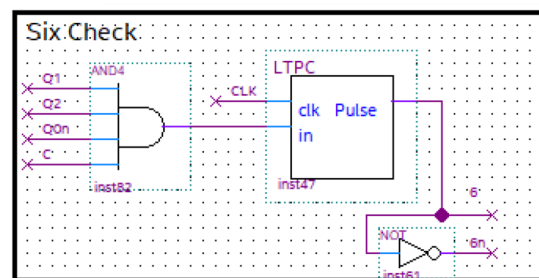 Six Check
AND4
Q1
Q2
Q0n
C
inst82
LTPC
CLK
clk Pulse
in
inst47
6
NOT
6n
inst61